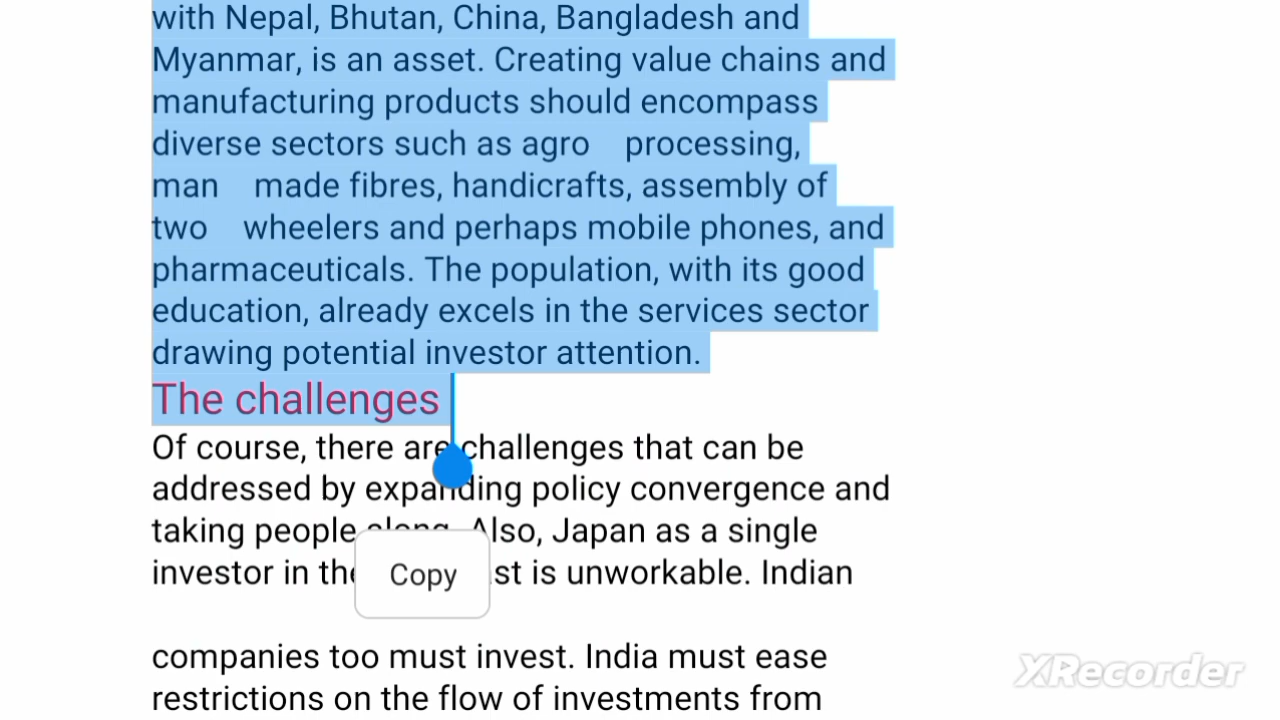 with Nepal, Bhutan, China, Bangladesh and
Myanmar, is an asset. Creating value chains and
manufacturing products should encompass
diverse sectors such as agro processing,
man made fibres, handicrafts, assembly of
two wheelers and perhaps mobile phones, and
pharmaceuticals. The population, with its good
education, already excels in the services sector
drawing potential investor attention.
The challenges
Of course, there are challenges that can be
addressed by expanding policy convergence and
taking people along. Also, Japan as a single
investor in the st is unworkable. Indian
Copy
companies too must invest. India must ease
restrictions on the flow of investments from
XRecorder